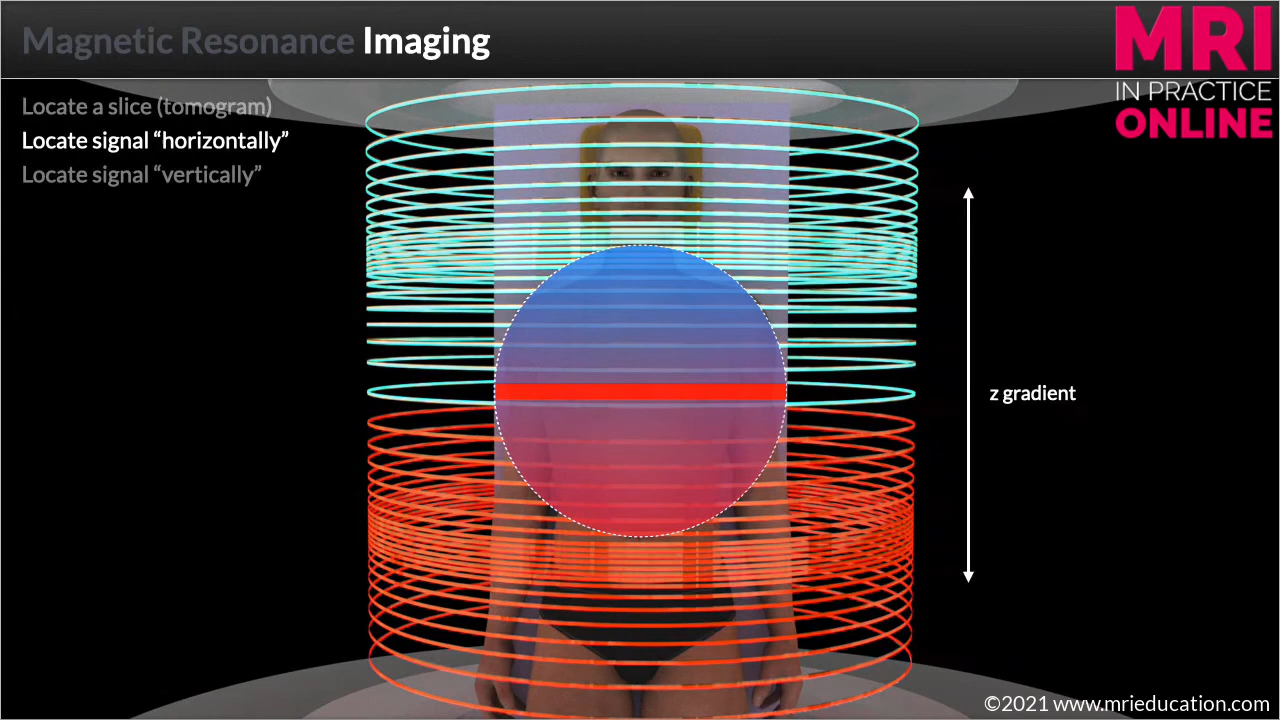 Magnetic Resonance Imaging
MRI
IN PRACTICE
ONLINE
Locate a slice (tomogram)
Locate signal “horizontally”
Locate signal “vertically”
z gradient
©2021 www.mrieducation.com